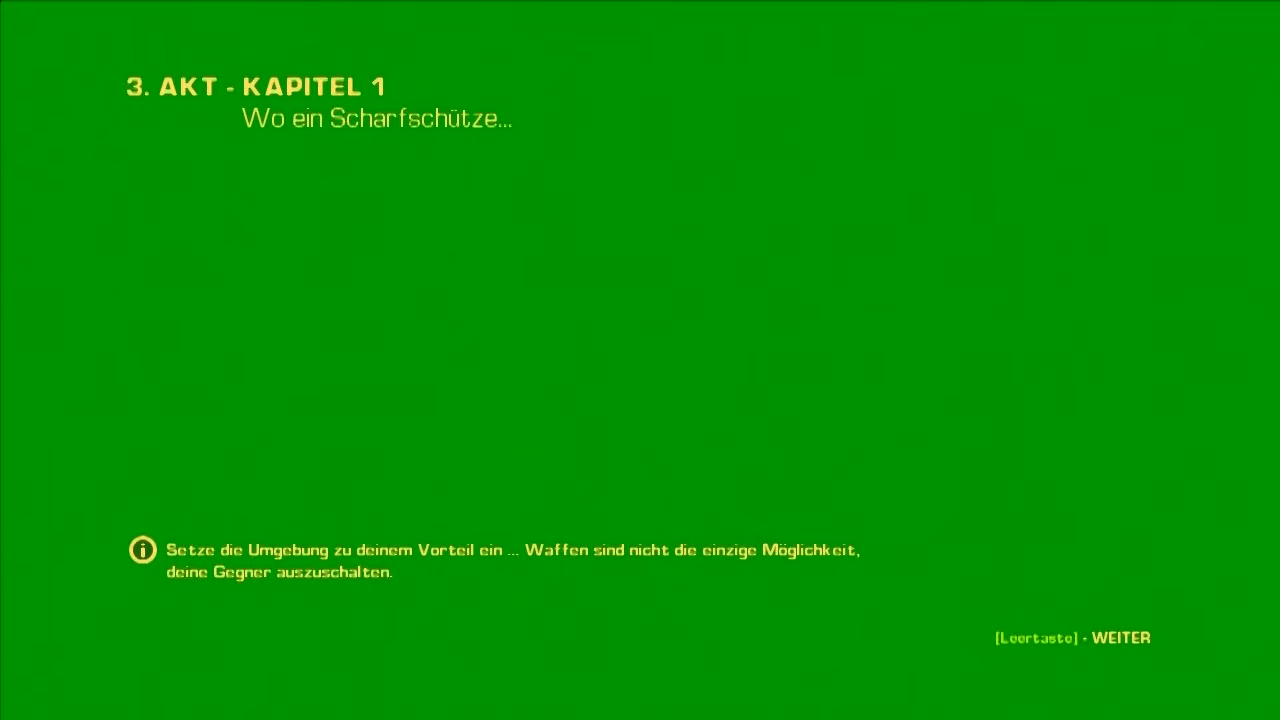 3. AKT - KAPITEL 1
Wo ein Scharfschütze...
Setze die Umgebung zu deinem Vorteil ein ... Waffen sind nicht die einzige Möglichkeit,
deine Gegner auszuschalten.
[Leertaste] - WEITER